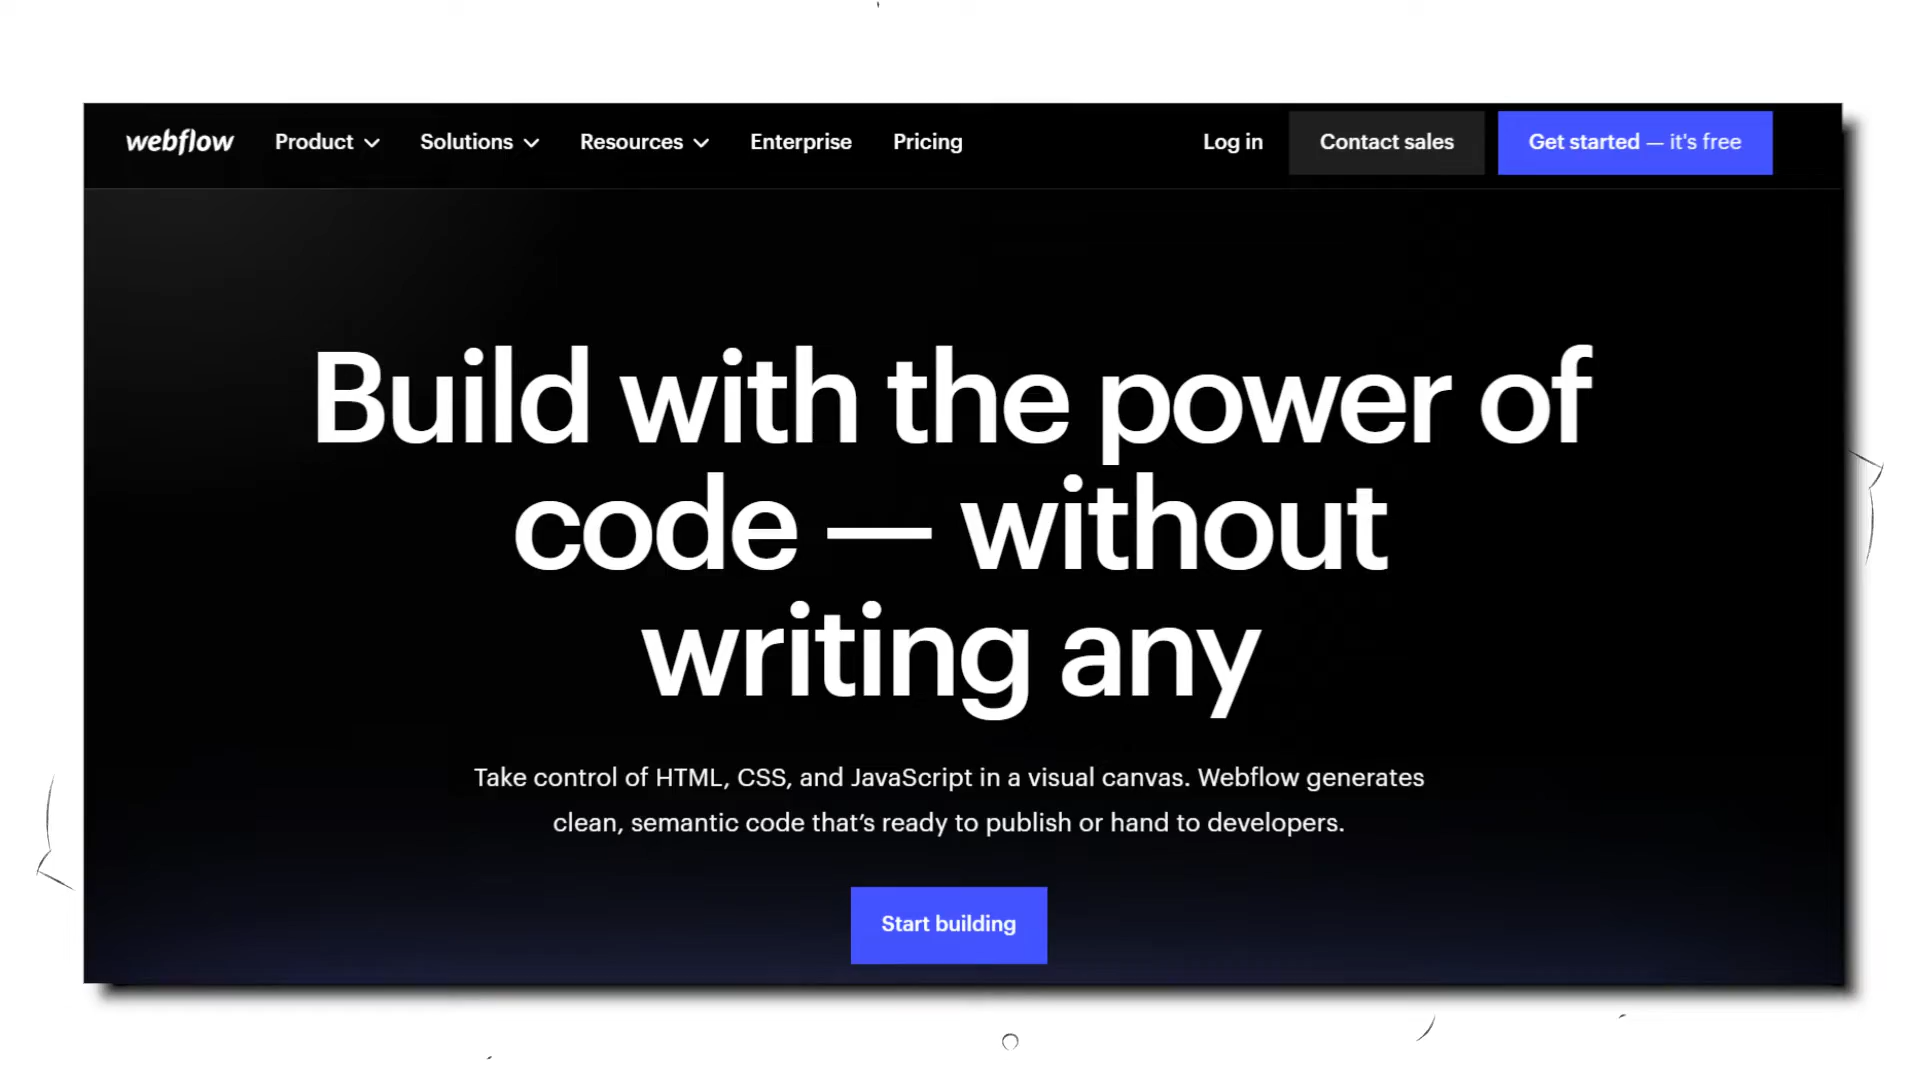 webflow Product Solutions Resources Enterprise Pricing Log in Contact sales Get started — it's free
Build with the power of
code — without
writing any
Take control of HTML, CSS, and JavaScript in a visual canvas. Webflow generates
clean, semantic code that’s ready to publish or hand to developers.
Start building